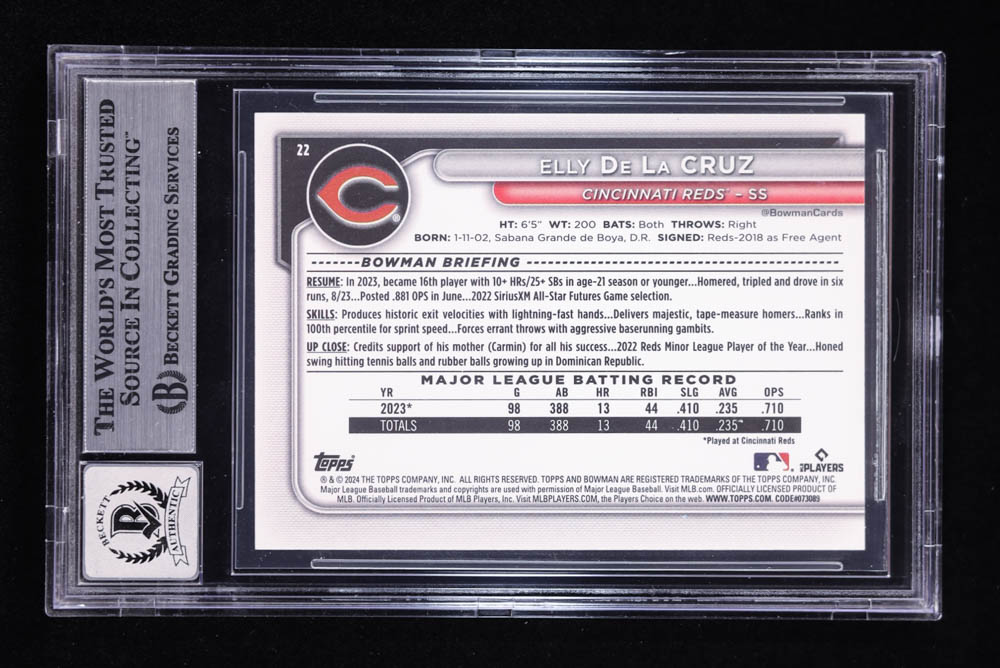 THE WORLD'S MOST TRUSTED
SOURCE IN COLLECTING™
BECKETT GRADING SERVICES
BECKETT
AUTHENTIC
22
ELLY DE LA CRUZ
CINCINNATI REDS™ – SS
@BowmanCards
HT: 6'5" WT: 200 BATS: Both THROWS: Right
BORN: 1-11-02, Sabana Grande de Boya, D.R. SIGNED: Reds-2018 as Free Agent
BOWMAN BRIEFING
RESUME: In 2023, became 16th player with 10+ HRs/25+ SBs in age-21 season or younger...Homered, tripled and drove in six
runs, 8/23...Posted .881 OPS in June...2022 SiriusXM All-Star Futures Game selection.
SKILLS: Produces historic exit velocities with lightning-fast hands...Delivers majestic, tape-measure homers...Ranks in
100th percentile for sprint speed...Forces errant throws with aggressive baserunning gambits.
UP CLOSE: Credits support of his mother (Carmin) for all his success...2022 Reds Minor League Player of the Year...Honed
swing hitting tennis balls and rubber balls growing up in Dominican Republic.
MAJOR LEAGUE BATTING RECORD
YR G AB HR RBI SLG AVG OPS
2023* 98 388 13 44 .410 .235 .710
TOTALS 98 388 13 44 .410 .235* .710
*Played at Cincinnati Reds
Topps®
MLB PLAYERS
® & © 2024 THE TOPPS COMPANY, INC. ALL RIGHTS RESERVED. TOPPS AND BOWMAN ARE REGISTERED TRADEMARKS OF THE TOPPS COMPANY, INC.
Major League Baseball trademarks and copyrights are used with permission of Major League Baseball. Visit MLB.com. OFFICIALLY LICENSED PRODUCT OF
MLB. Officially Licensed Product of MLB Players, Inc. Visit MLBPLAYERS.COM, the Players Choice on the web. WWW.TOPPS.COM. CODE#073089